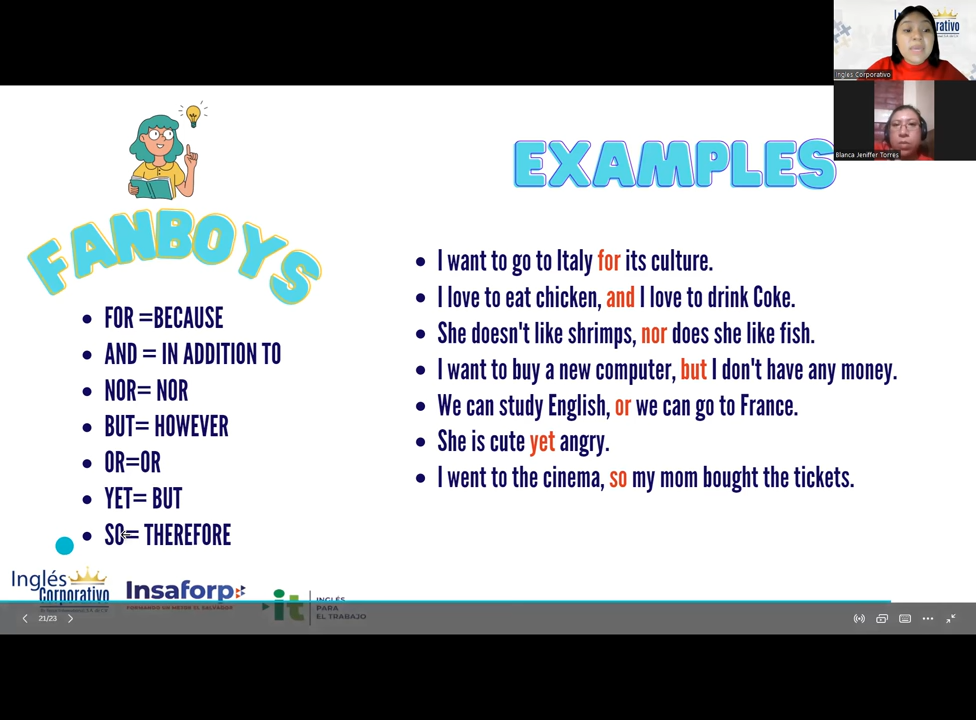 Inglés Corporativo
Blanca Jeniffer Torres
FANBOYS
FOR =BECAUSE
AND = IN ADDITION TO
NOR= NOR
BUT= HOWEVER
OR=OR
YET= BUT
SO= THEREFORE
EXAMPLES
I want to go to Italy for its culture.
I love to eat chicken, and I love to drink Coke.
She doesn't like shrimps, nor does she like fish.
I want to buy a new computer, but I don't have any money.
We can study English, or we can go to France.
She is cute yet angry.
I went to the cinema, so my mom bought the tickets.
Inglés
Corporativo
Insaforp
FORMANDO UN MEJOR EL SALVADOR
it
INGLÉS
PARA
EL TRABAJO
21/23